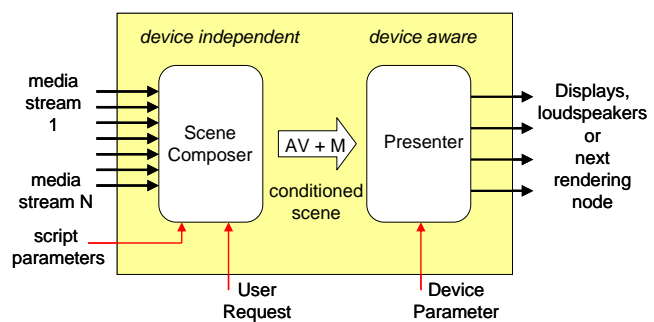 device independent
device aware
media
stream
1
media
stream N
script
parameters
Scene
Composer
AV + M
conditioned
scene
Presenter
Displays,
loudspeakers
or
next
rendering
node
User
Request
Device
Parameter